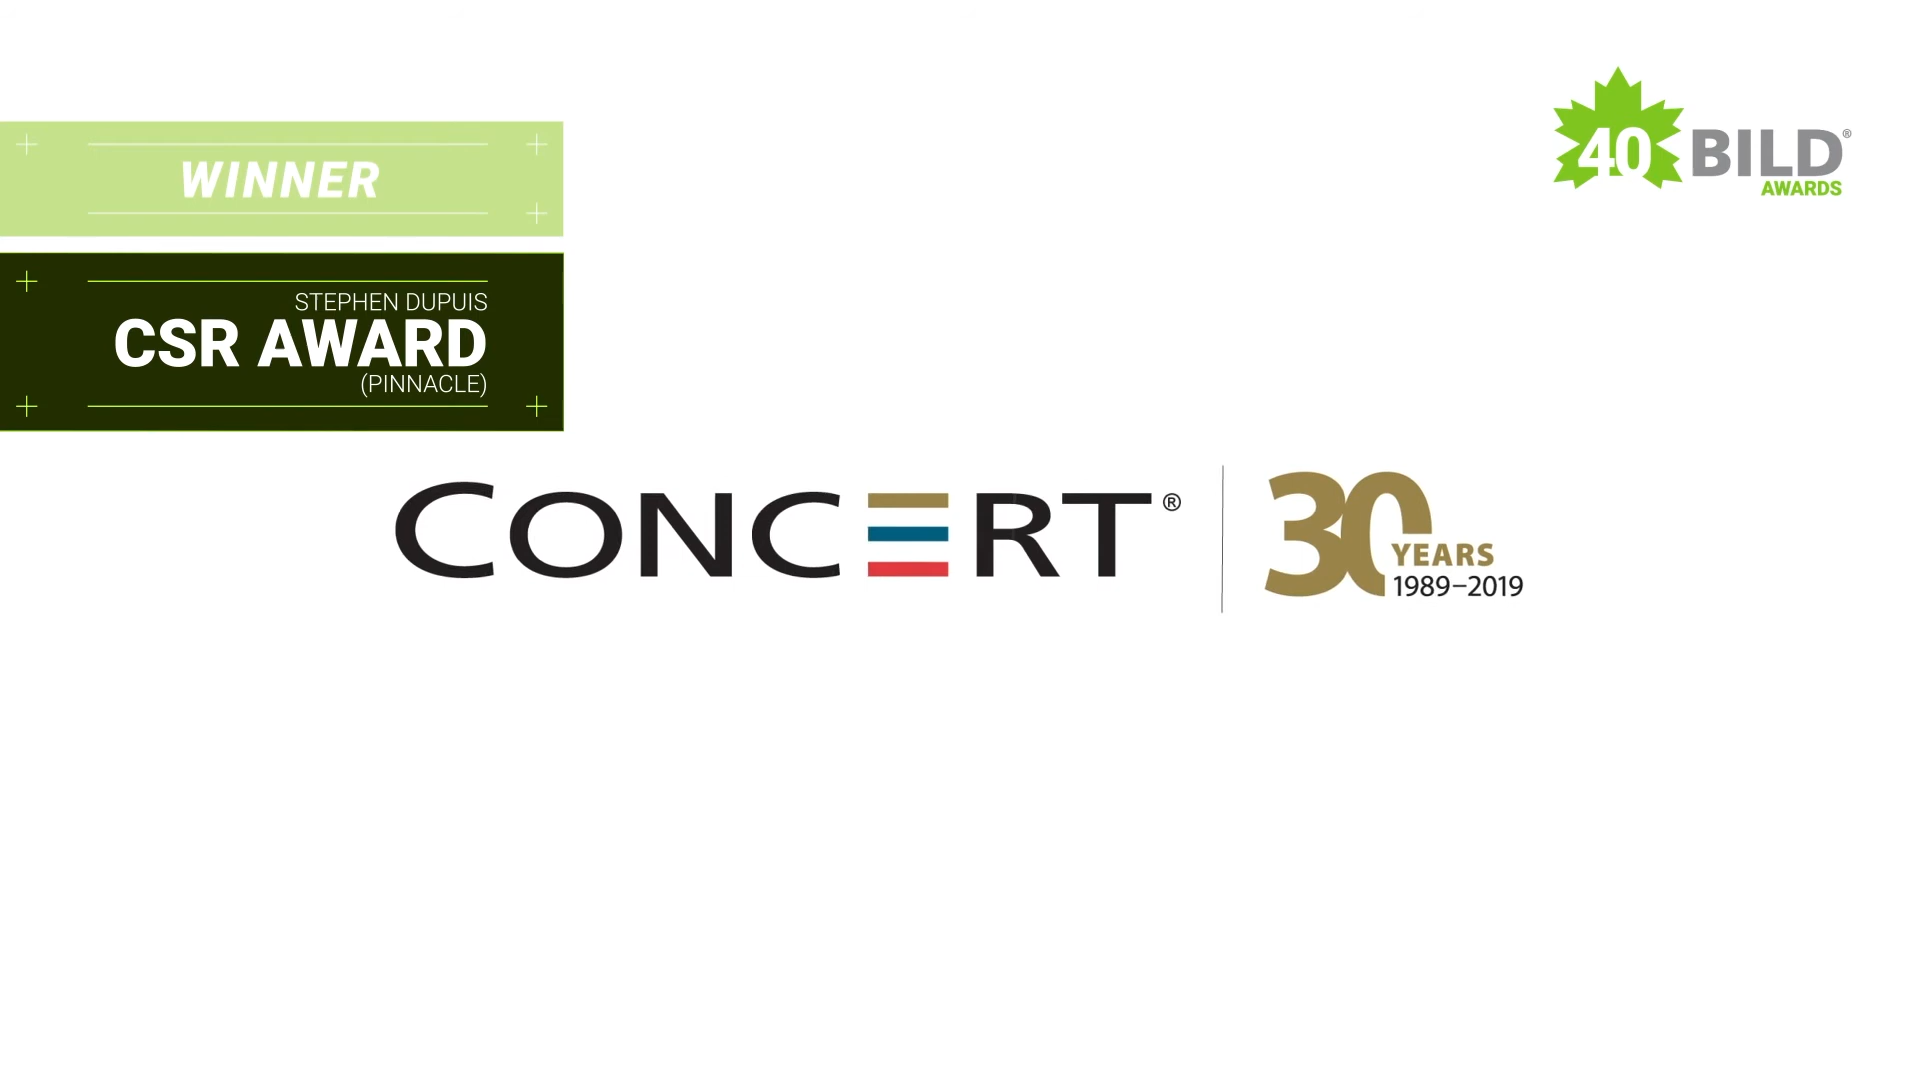 WINNER
STEPHEN DUPUIS
CSR AWARD
(PINNACLE)
40 BILD®
AWARDS
CONCERT®
30 YEARS
1989–2019